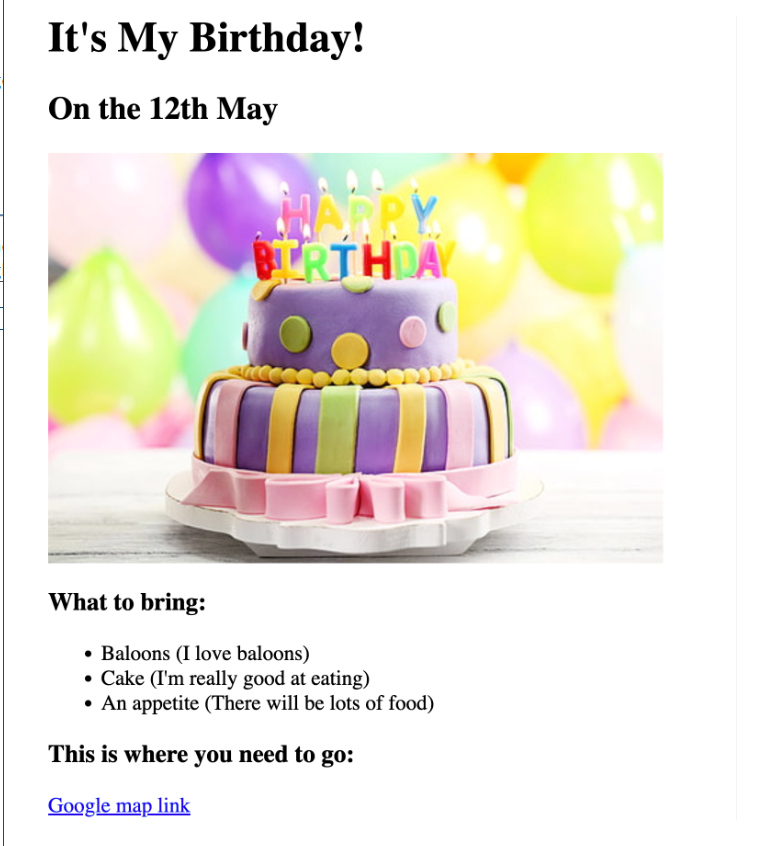 It's My Birthday!
On the 12th May
HAPPY
BIRTHDAY
What to bring:
Baloons (I love baloons)
Cake (I'm really good at eating)
An appetite (There will be lots of food)
This is where you need to go:
Google map link